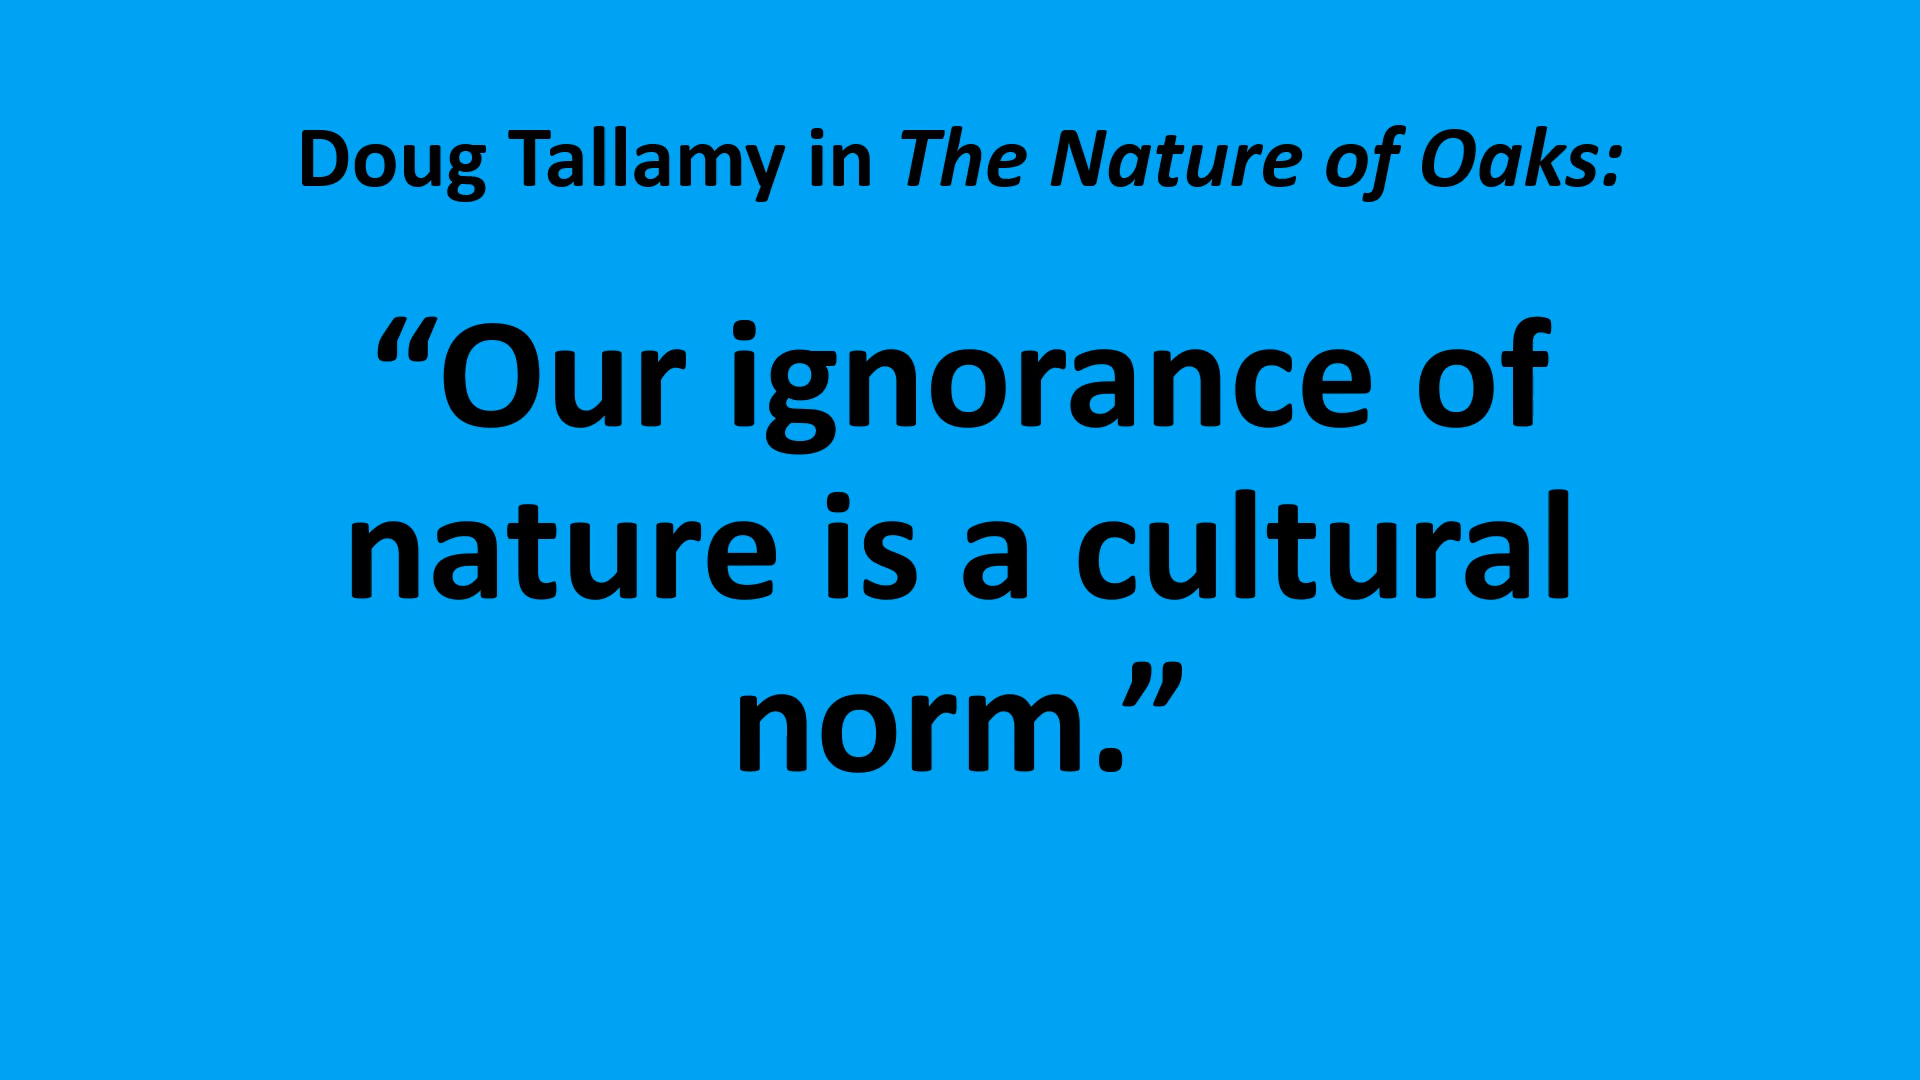 Doug Tallamy in The Nature of Oaks:
“Our ignorance of
nature is a cultural
norm.”